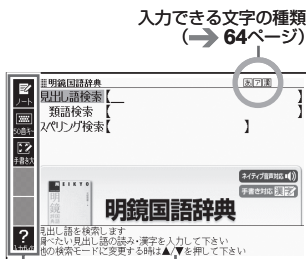 入力できる文字の種類
(➔ 64ページ)
明鏡国語辞典
あア漢
見出し語検索【 】
類語検索【 】
スペリング検索【 】
ノート
50音キー
手書き大
ネイティブ音声対応
手書き対応 漢字
MEIKYO
明鏡
明鏡国語辞典
見出し語を検索します
調べたい見出し語の読み・漢字を入力して下さい
他の検索モードに変更する時は▲/▼を押して下さい